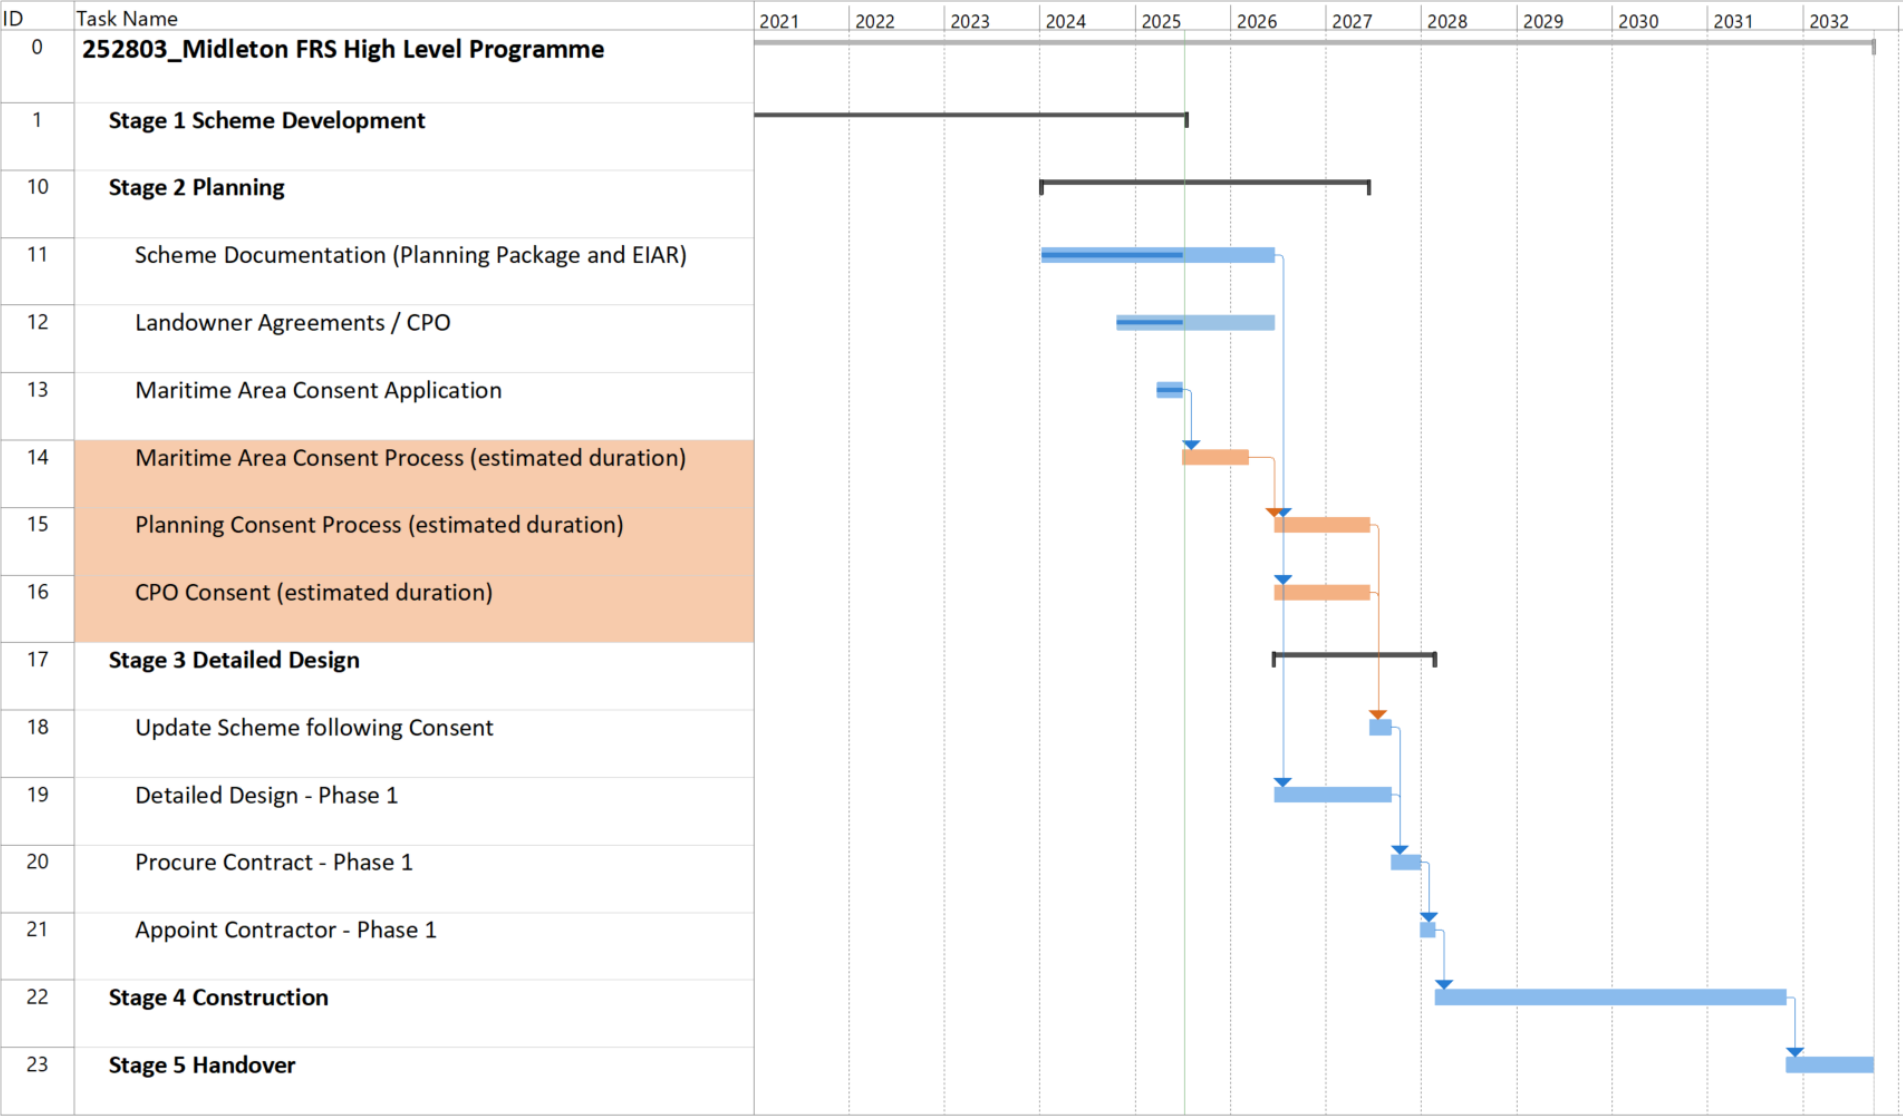 ID Task Name 2021 2022 2023 2024 2025 2026 2027 2028 2029 2030 2031 2032
0 252803_Midleton FRS High Level Programme
1 Stage 1 Scheme Development
10 Stage 2 Planning
11 Scheme Documentation (Planning Package and EIAR)
12 Landowner Agreements / CPO
13 Maritime Area Consent Application
14 Maritime Area Consent Process (estimated duration)
15 Planning Consent Process (estimated duration)
16 CPO Consent (estimated duration)
17 Stage 3 Detailed Design
18 Update Scheme following Consent
19 Detailed Design - Phase 1
20 Procure Contract - Phase 1
21 Appoint Contractor - Phase 1
22 Stage 4 Construction
23 Stage 5 Handover